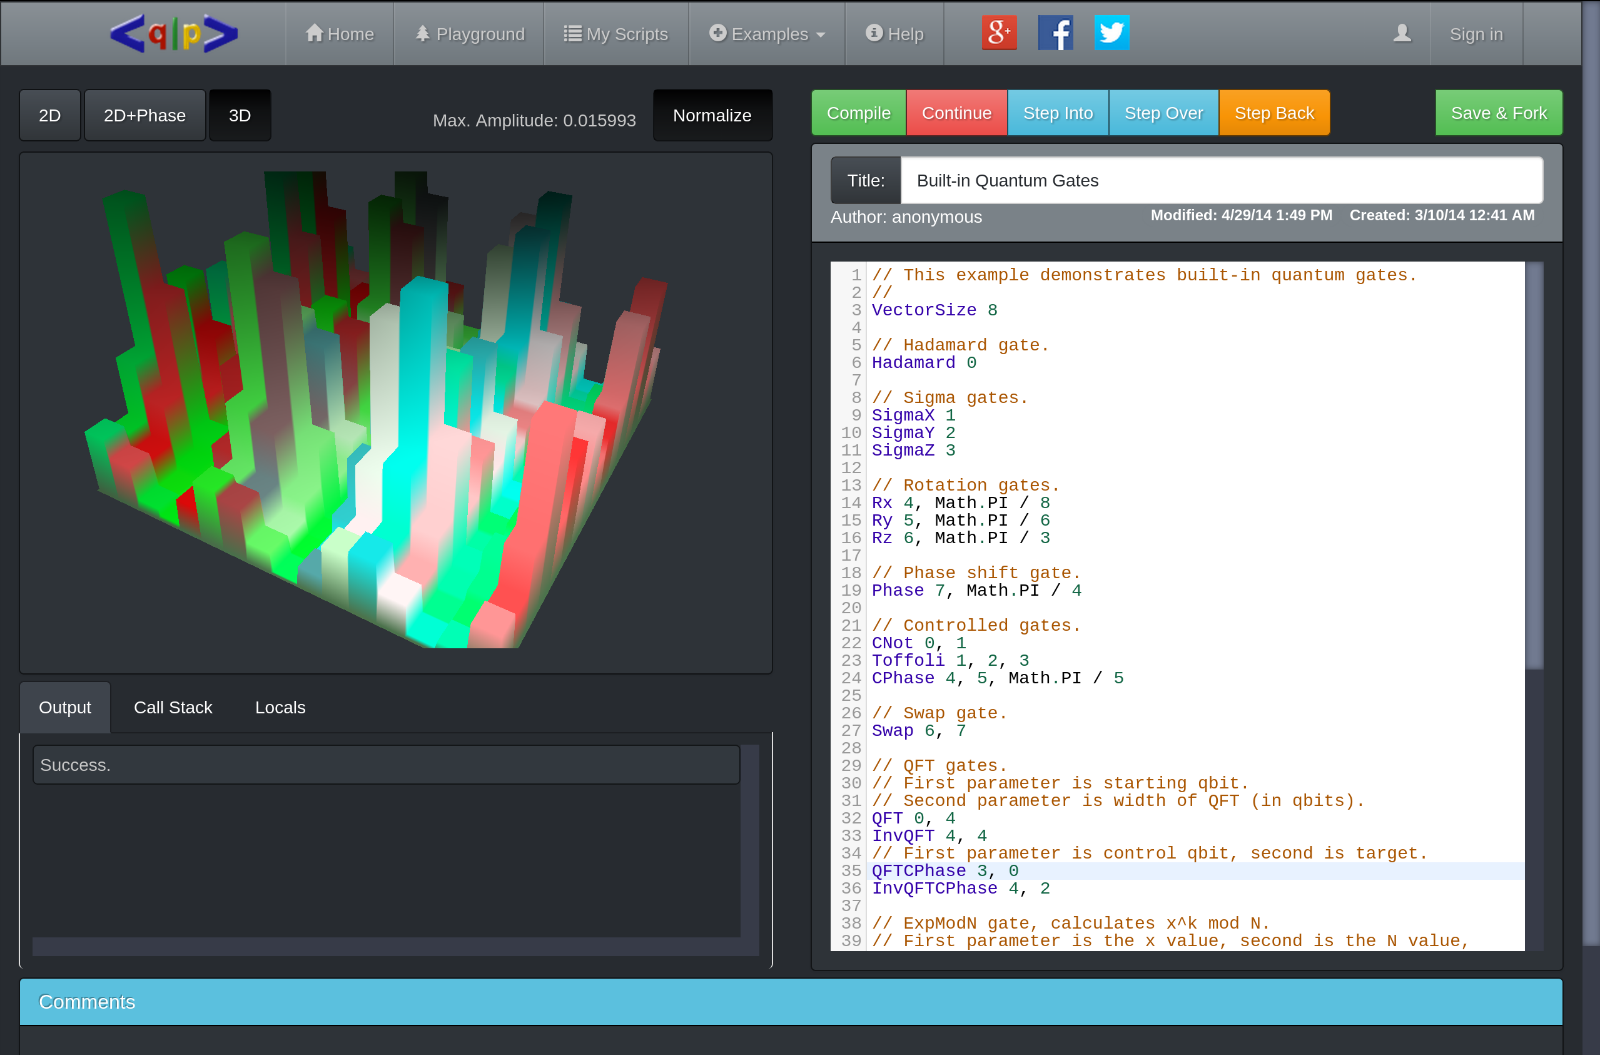 <q|p>
Home
Playground
My Scripts
Examples
Help
g+
f
Sign in
2D
2D+Phase
3D
Max. Amplitude: 0.015993
Normalize
Output
Call Stack
Locals
Success.
Compile
Continue
Step Into
Step Over
Step Back
Save & Fork
Title:
Built-in Quantum Gates
Author: anonymous
Modified: 4/29/14 1:49 PM
Created: 3/10/14 12:41 AM
1 // This example demonstrates built-in quantum gates.
2 //
3 VectorSize 8
4
5 // Hadamard gate.
6 Hadamard 0
7
8 // Sigma gates.
9 SigmaX 1
10 SigmaY 2
11 SigmaZ 3
12
13 // Rotation gates.
14 Rx 4, Math.PI / 8
15 Ry 5, Math.PI / 6
16 Rz 6, Math.PI / 3
17
18 // Phase shift gate.
19 Phase 7, Math.PI / 4
20
21 // Controlled gates.
22 CNot 0, 1
23 Toffoli 1, 2, 3
24 CPhase 4, 5, Math.PI / 5
25
26 // Swap gate.
27 Swap 6, 7
28
29 // QFT gates.
30 // First parameter is starting qbit.
31 // Second parameter is width of QFT (in qbits).
32 QFT 0, 4
33 InvQFT 4, 4
34 // First parameter is control qbit, second is target.
35 QFTCPhase 3, 0
36 InvQFTCPhase 4, 2
37
38 // ExpModN gate, calculates x^k mod N.
39 // First parameter is the x value, second is the N value,
Comments